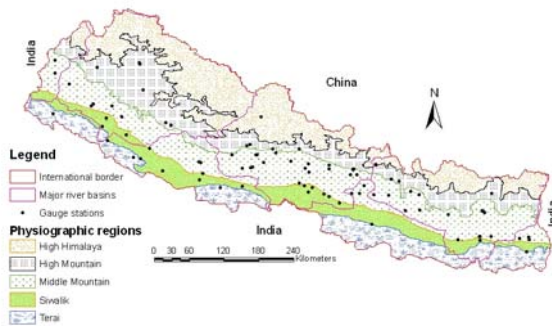 India
China
N
India
India
Legend
International border
Major river basins
Gauge stations
Physiographic regions
High Himalaya
High Mountain
Middle Mountain
Siwalik
Terai
0 30 60 120 180 240
Kilometers